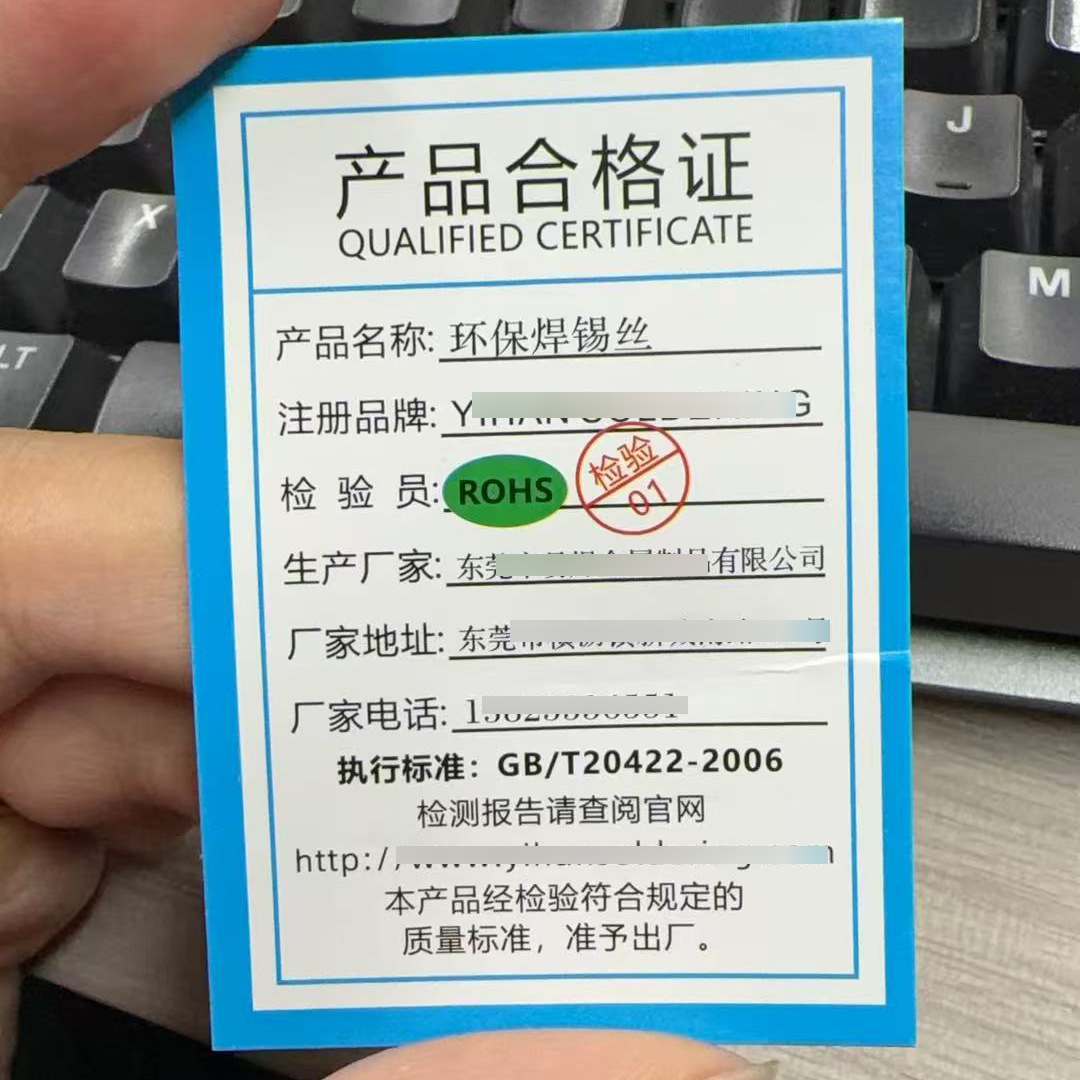 产品合格证
QUALIFIED CERTIFICATE
产品名称: 环保焊锡丝
注册品牌:
检 验 员: ROHS 检验 01
生产厂家: 东莞 有限公司
厂家地址: 东莞
厂家电话:
执行标准：GB/T20422-2006
检测报告请查阅官网
http:/
本产品经检验符合规定的
质量标准，准予出厂。
X
J
M
LT